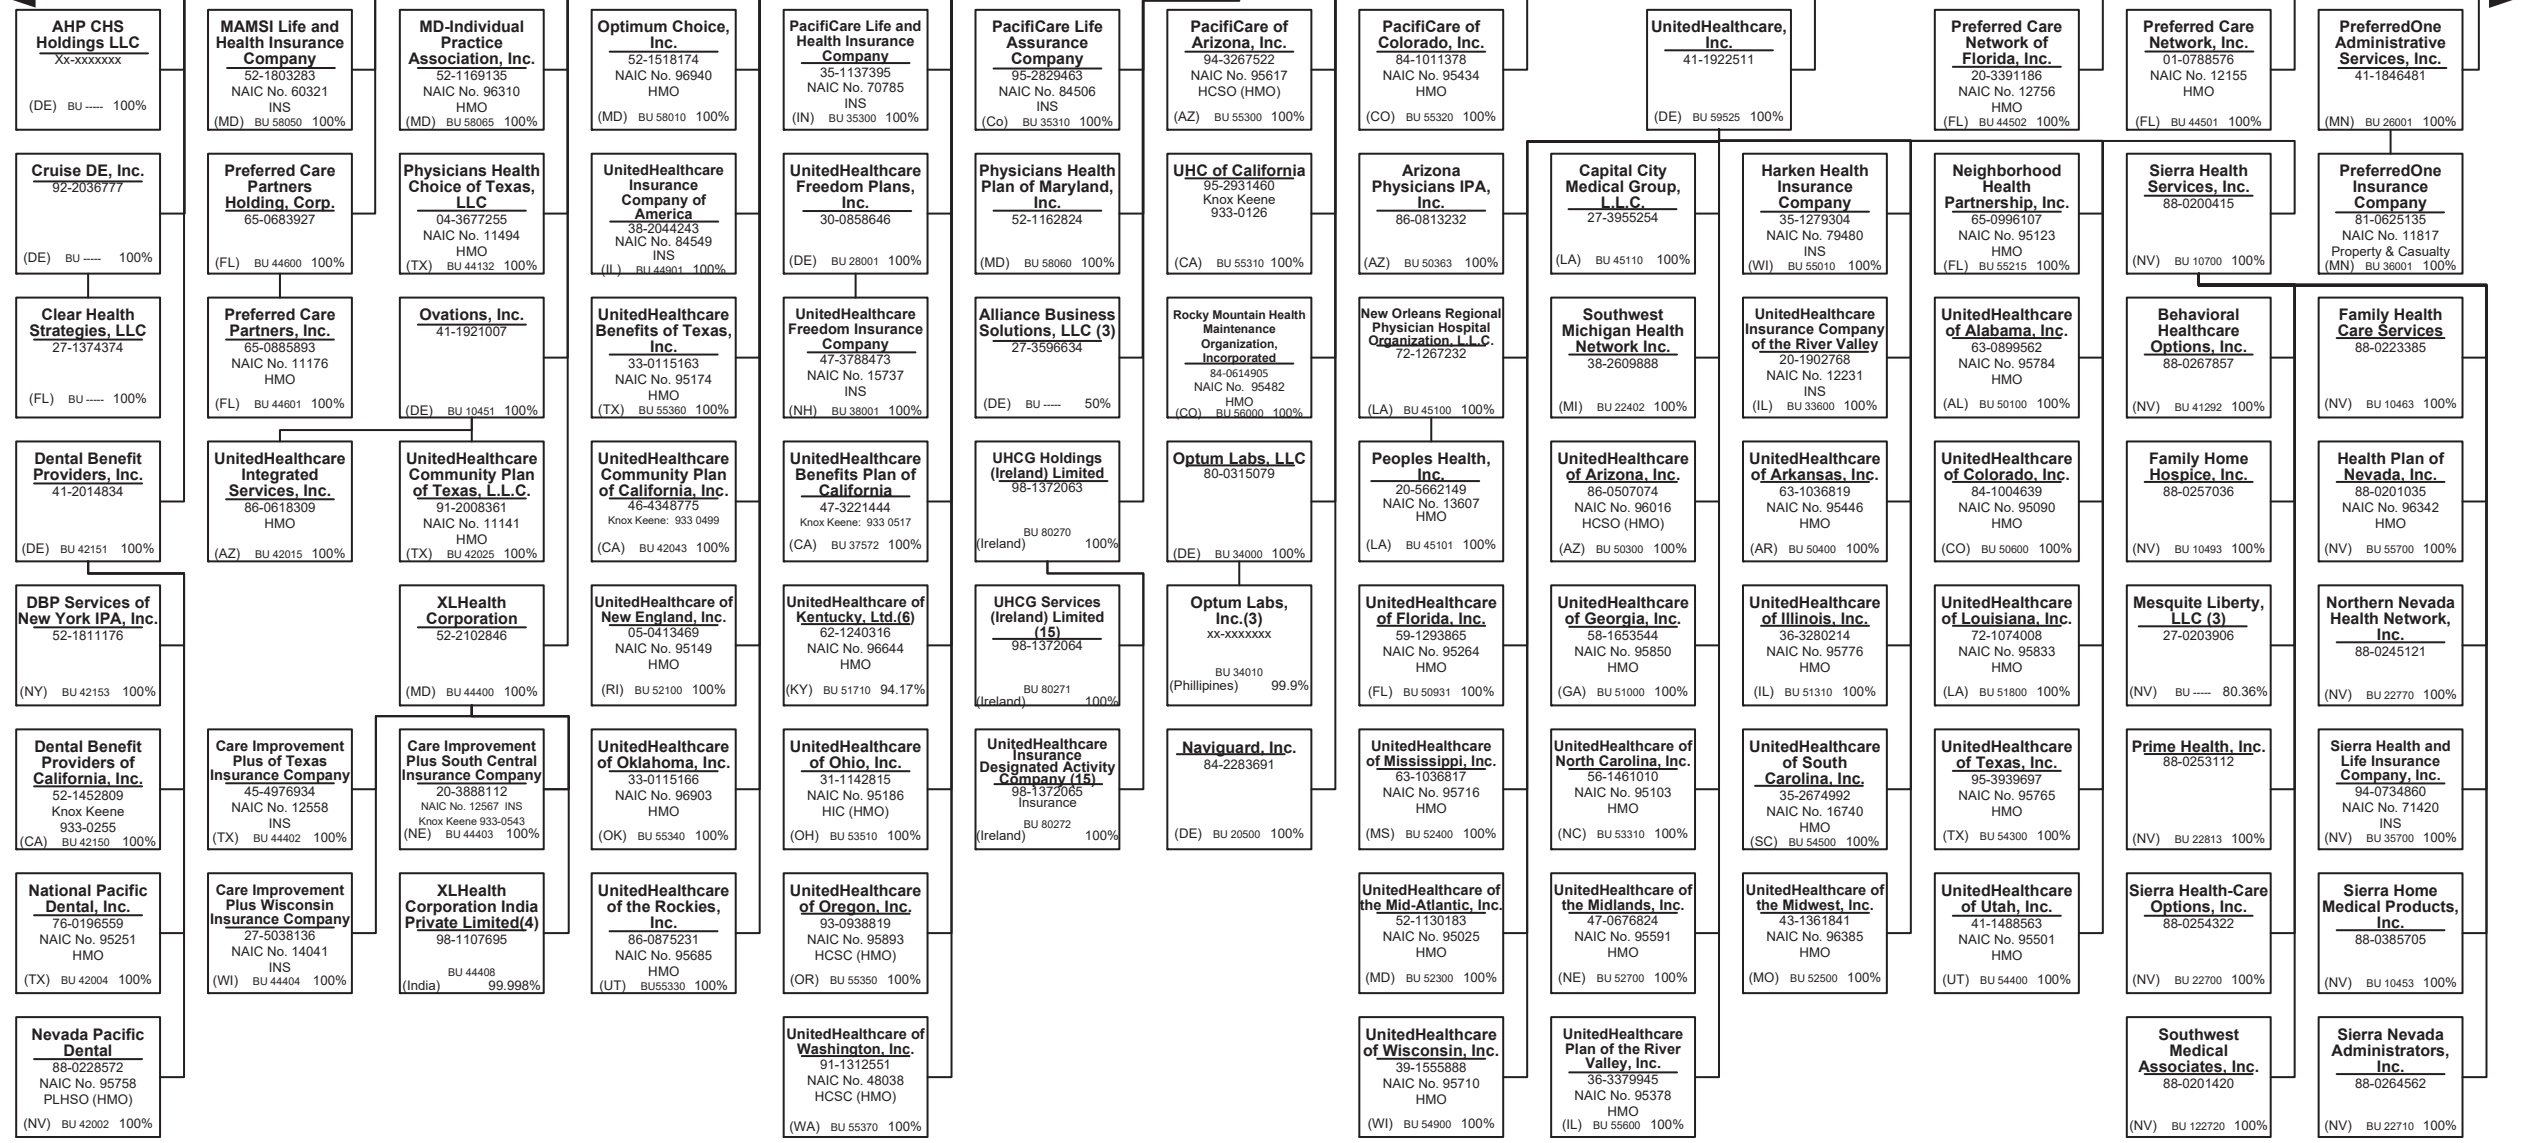 AHP CHS
Holdings LLC
Xx-xxxxxxx
(DE) BU ----- 100%
MAMSI Life and
Health Insurance
Company
52-1803283
NAIC No. 60321
INS
(MD) BU 58050 100%
MD-Individual
Practice
Association, Inc.
52-1169135
NAIC No. 96310
HMO
(MD) BU 58065 100%
Optimum Choice,
Inc.
52-1518174
NAIC No. 96940
HMO
(MD) BU 58010 100%
PacifiCare Life and
Health Insurance
Company
35-1137395
NAIC No. 70785
INS
(IN) BU 35300 100%
PacifiCare Life
Assurance
Company
95-2829463
NAIC No. 84506
INS
(Co) BU 35310 100%
PacifiCare of
Arizona, Inc.
94-3267522
NAIC No. 95617
HCSO (HMO)
(AZ) BU 55300 100%
PacifiCare of
Colorado, Inc.
84-1011378
NAIC No. 95434
HMO
(CO) BU 55320 100%
UnitedHealthcare,
Inc.
41-1922511
(DE) BU 59525 100%
Preferred Care
Network of
Florida, Inc.
20-3391186
NAIC No. 12756
HMO
(FL) BU 44502 100%
Preferred Care
Network, Inc.
01-0788576
NAIC No. 12155
HMO
(FL) BU 44501 100%
PreferredOne
Administrative
Services, Inc.
41-1846481
(MN) BU 26001 100%
Cruise DE, Inc.
92-2036777
(DE) BU ----- 100%
Preferred Care
Partners
Holding, Corp.
65-0683927
(FL) BU 44600 100%
Physicians Health
Choice of Texas,
LLC
04-3677255
NAIC No. 11494
HMO
(TX) BU 44132 100%
UnitedHealthcare
Insurance
Company of
America
38-2044243
NAIC No. 84549
INS
(IL) BU 44901 100%
UnitedHealthcare
Freedom Plans,
Inc.
30-0858646
(DE) BU 28001 100%
Physicians Health
Plan of Maryland,
Inc.
52-1162824
(MD) BU 58060 100%
UHC of California
95-2931460
Knox Keene
933-0126
(CA) BU 55310 100%
Arizona
Physicians IPA,
Inc.
86-0813232
(AZ) BU 50363 100%
Capital City
Medical Group,
L.L.C.
27-3955254
(LA) BU 45110 100%
Harken Health
Insurance
Company
35-1279304
NAIC No. 79480
INS
(WI) BU 55010 100%
Neighborhood
Health
Partnership, Inc.
65-0996107
NAIC No. 95123
HMO
(FL) BU 55215 100%
Sierra Health
Services, Inc.
88-0200415
(NV) BU 10700 100%
PreferredOne
Insurance
Company
81-0625135
NAIC No. 11817
Property & Casualty
(MN) BU 36001 100%
Clear Health
Strategies, LLC
27-1374374
(FL) BU ----- 100%
Preferred Care
Partners, Inc.
65-0885893
NAIC No. 11176
HMO
(FL) BU 44601 100%
Ovations, Inc.
41-1921007
(DE) BU 10451 100%
UnitedHealthcare
Benefits of Texas,
Inc.
33-0115163
NAIC No. 95174
HMO
(TX) BU 55360 100%
UnitedHealthcare
Freedom Insurance
Company
47-3788473
NAIC No. 15737
INS
(NH) BU 38001 100%
Alliance Business
Solutions, LLC (3)
27-3596634
(DE) BU ----- 50%
Rocky Mountain Health
Maintenance
Organization,
Incorporated
84-0614905
NAIC No. 95482
HMO
(CO) BU 56000 100%
New Orleans Regional
Physician Hospital
Organization, L.L.C.
72-1267232
(LA) BU 45100 100%
Southwest
Michigan Health
Network Inc.
38-2609888
(MI) BU 22402 100%
UnitedHealthcare
Insurance Company
of the River Valley
20-1902768
NAIC No. 12231
INS
(IL) BU 33600 100%
UnitedHealthcare
of Alabama, Inc.
63-0899562
NAIC No. 95784
HMO
(AL) BU 50100 100%
Behavioral
Healthcare
Options, Inc.
88-0267857
(NV) BU 41292 100%
Family Health
Care Services
88-0223385
(NV) BU 10463 100%
Dental Benefit
Providers, Inc.
41-2014834
(DE) BU 42151 100%
UnitedHealthcare
Integrated
Services, Inc.
86-0618309
HMO
(AZ) BU 42015 100%
UnitedHealthcare
Community Plan
of Texas, L.L.C.
91-2008361
NAIC No. 11141
HMO
(TX) BU 42025 100%
UnitedHealthcare
Community Plan
of California, Inc.
46-4348775
Knox Keene: 933 0499
(CA) BU 42043 100%
UnitedHealthcare
Benefits Plan of
California
47-3221444
Knox Keene: 933 0517
(CA) BU 37572 100%
UHCG Holdings
(Ireland) Limited
98-1372063
BU 80270
(Ireland) 100%
Optum Labs, LLC
80-0315079
(DE) BU 34000 100%
Peoples Health,
Inc.
20-5662149
NAIC No. 13607
HMO
(LA) BU 45101 100%
UnitedHealthcare
of Arizona, Inc.
86-0507074
NAIC No. 96016
HCSO (HMO)
(AZ) BU 50300 100%
UnitedHealthcare
of Arkansas, Inc.
63-1036819
NAIC No. 95446
HMO
(AR) BU 50400 100%
UnitedHealthcare
of Colorado, Inc.
84-1004639
NAIC No. 95090
HMO
(CO) BU 50600 100%
Family Home
Hospice, Inc.
88-0257036
(NV) BU 10493 100%
Health Plan of
Nevada, Inc.
88-0201035
NAIC No. 96342
HMO
(NV) BU 55700 100%
DBP Services of
New York IPA, Inc.
52-1811176
(NY) BU 42153 100%
XLHealth
Corporation
52-2102846
(MD) BU 44400 100%
UnitedHealthcare of
New England, Inc.
05-0413469
NAIC No. 95149
HMO
(RI) BU 52100 100%
UnitedHealthcare of
Kentucky, Ltd.(6)
62-1240316
NAIC No. 96644
HMO
(KY) BU 51710 94.17%
UHCG Services
(Ireland) Limited
(15)
98-1372064
BU 80271
(Ireland) 100%
Optum Labs,
Inc.(3)
xx-xxxxxxx
BU 34010
(Phillipines) 99.9%
UnitedHealthcare
of Florida, Inc.
59-1293865
NAIC No. 95264
HMO
(FL) BU 50931 100%
UnitedHealthcare
of Georgia, Inc.
58-1653544
NAIC No. 95850
HMO
(GA) BU 51000 100%
UnitedHealthcare
of Illinois, Inc.
36-3280214
NAIC No. 95776
HMO
(IL) BU 51310 100%
UnitedHealthcare
of Louisiana, Inc.
72-1074008
NAIC No. 95833
HMO
(LA) BU 51800 100%
Mesquite Liberty,
LLC (3)
27-0203906
(NV) BU ----- 80.36%
Northern Nevada
Health Network,
Inc.
88-0245121
(NV) BU 22770 100%
Dental Benefit
Providers of
California, Inc.
52-1452809
Knox Keene
933-0255
(CA) BU 42150 100%
Care Improvement
Plus of Texas
Insurance Company
45-4976934
NAIC No. 12558
INS
(TX) BU 44402 100%
Care Improvement
Plus South Central
Insurance Company
20-3888112
NAIC No. 12567 INS
Knox Keene 933-0543
(NE) BU 44403 100%
UnitedHealthcare
of Oklahoma, Inc.
33-0115166
NAIC No. 96903
HMO
(OK) BU 55340 100%
UnitedHealthcare
of Ohio, Inc.
31-1142815
NAIC No. 95186
HIC (HMO)
(OH) BU 53510 100%
UnitedHealthcare
Insurance
Designated Activity
Company (15)
98-1372065
Insurance
BU 80272
(Ireland) 100%
Naviguard, Inc.
84-2283691
(DE) BU 20500 100%
UnitedHealthcare
of Mississippi, Inc.
63-1036817
NAIC No. 95716
HMO
(MS) BU 52400 100%
UnitedHealthcare of
North Carolina, Inc.
56-1461010
NAIC No. 95103
HMO
(NC) BU 53310 100%
UnitedHealthcare
of South
Carolina, Inc.
35-2674992
NAIC No. 16740
HMO
(SC) BU 54500 100%
UnitedHealthcare
of Texas, Inc.
95-3939697
NAIC No. 95765
HMO
(TX) BU 54300 100%
Prime Health, Inc.
88-0253112
(NV) BU 22813 100%
Sierra Health and
Life Insurance
Company, Inc.
94-0734860
NAIC No. 71420
INS
(NV) BU 35700 100%
National Pacific
Dental, Inc.
76-0196559
NAIC No. 95251
HMO
(TX) BU 42004 100%
Care Improvement
Plus Wisconsin
Insurance Company
27-5038136
NAIC No. 14041
INS
(WI) BU 44404 100%
XLHealth
Corporation India
Private Limited(4)
98-1107695
BU 44408
(India) 99.998%
UnitedHealthcare
of the Rockies,
Inc.
86-0875231
NAIC No. 95685
HMO
(UT) BU55330 100%
UnitedHealthcare
of Oregon, Inc.
93-0938819
NAIC No. 95893
HCSC (HMO)
(OR) BU 55350 100%
UnitedHealthcare of
the Mid-Atlantic, Inc.
52-1130183
NAIC No. 95025
HMO
(MD) BU 52300 100%
UnitedHealthcare of
the Midlands, Inc.
47-0676824
NAIC No. 95591
HMO
(NE) BU 52700 100%
UnitedHealthcare of
the Midwest, Inc.
43-1361841
NAIC No. 96385
HMO
(MO) BU 52500 100%
UnitedHealthcare
of Utah, Inc.
41-1488563
NAIC No. 95501
HMO
(UT) BU 54400 100%
Sierra Health-Care
Options, Inc.
88-0254322
(NV) BU 22700 100%
Sierra Home
Medical Products,
Inc.
88-0385705
(NV) BU 10453 100%
Nevada Pacific
Dental
88-0228572
NAIC No. 95758
PLHSO (HMO)
(NV) BU 42002 100%
UnitedHealthcare of
Washington, Inc.
91-1312551
NAIC No. 48038
HCSC (HMO)
(WA) BU 55370 100%
UnitedHealthcare
of Wisconsin, Inc.
39-1555888
NAIC No. 95710
HMO
(WI) BU 54900 100%
UnitedHealthcare
Plan of the River
Valley, Inc.
36-3379945
NAIC No. 95378
HMO
(IL) BU 55600 100%
Southwest
Medical
Associates, Inc.
88-0201420
(NV) BU 122720 100%
Sierra Nevada
Administrators,
Inc.
88-0264562
(NV) BU 22710 100%